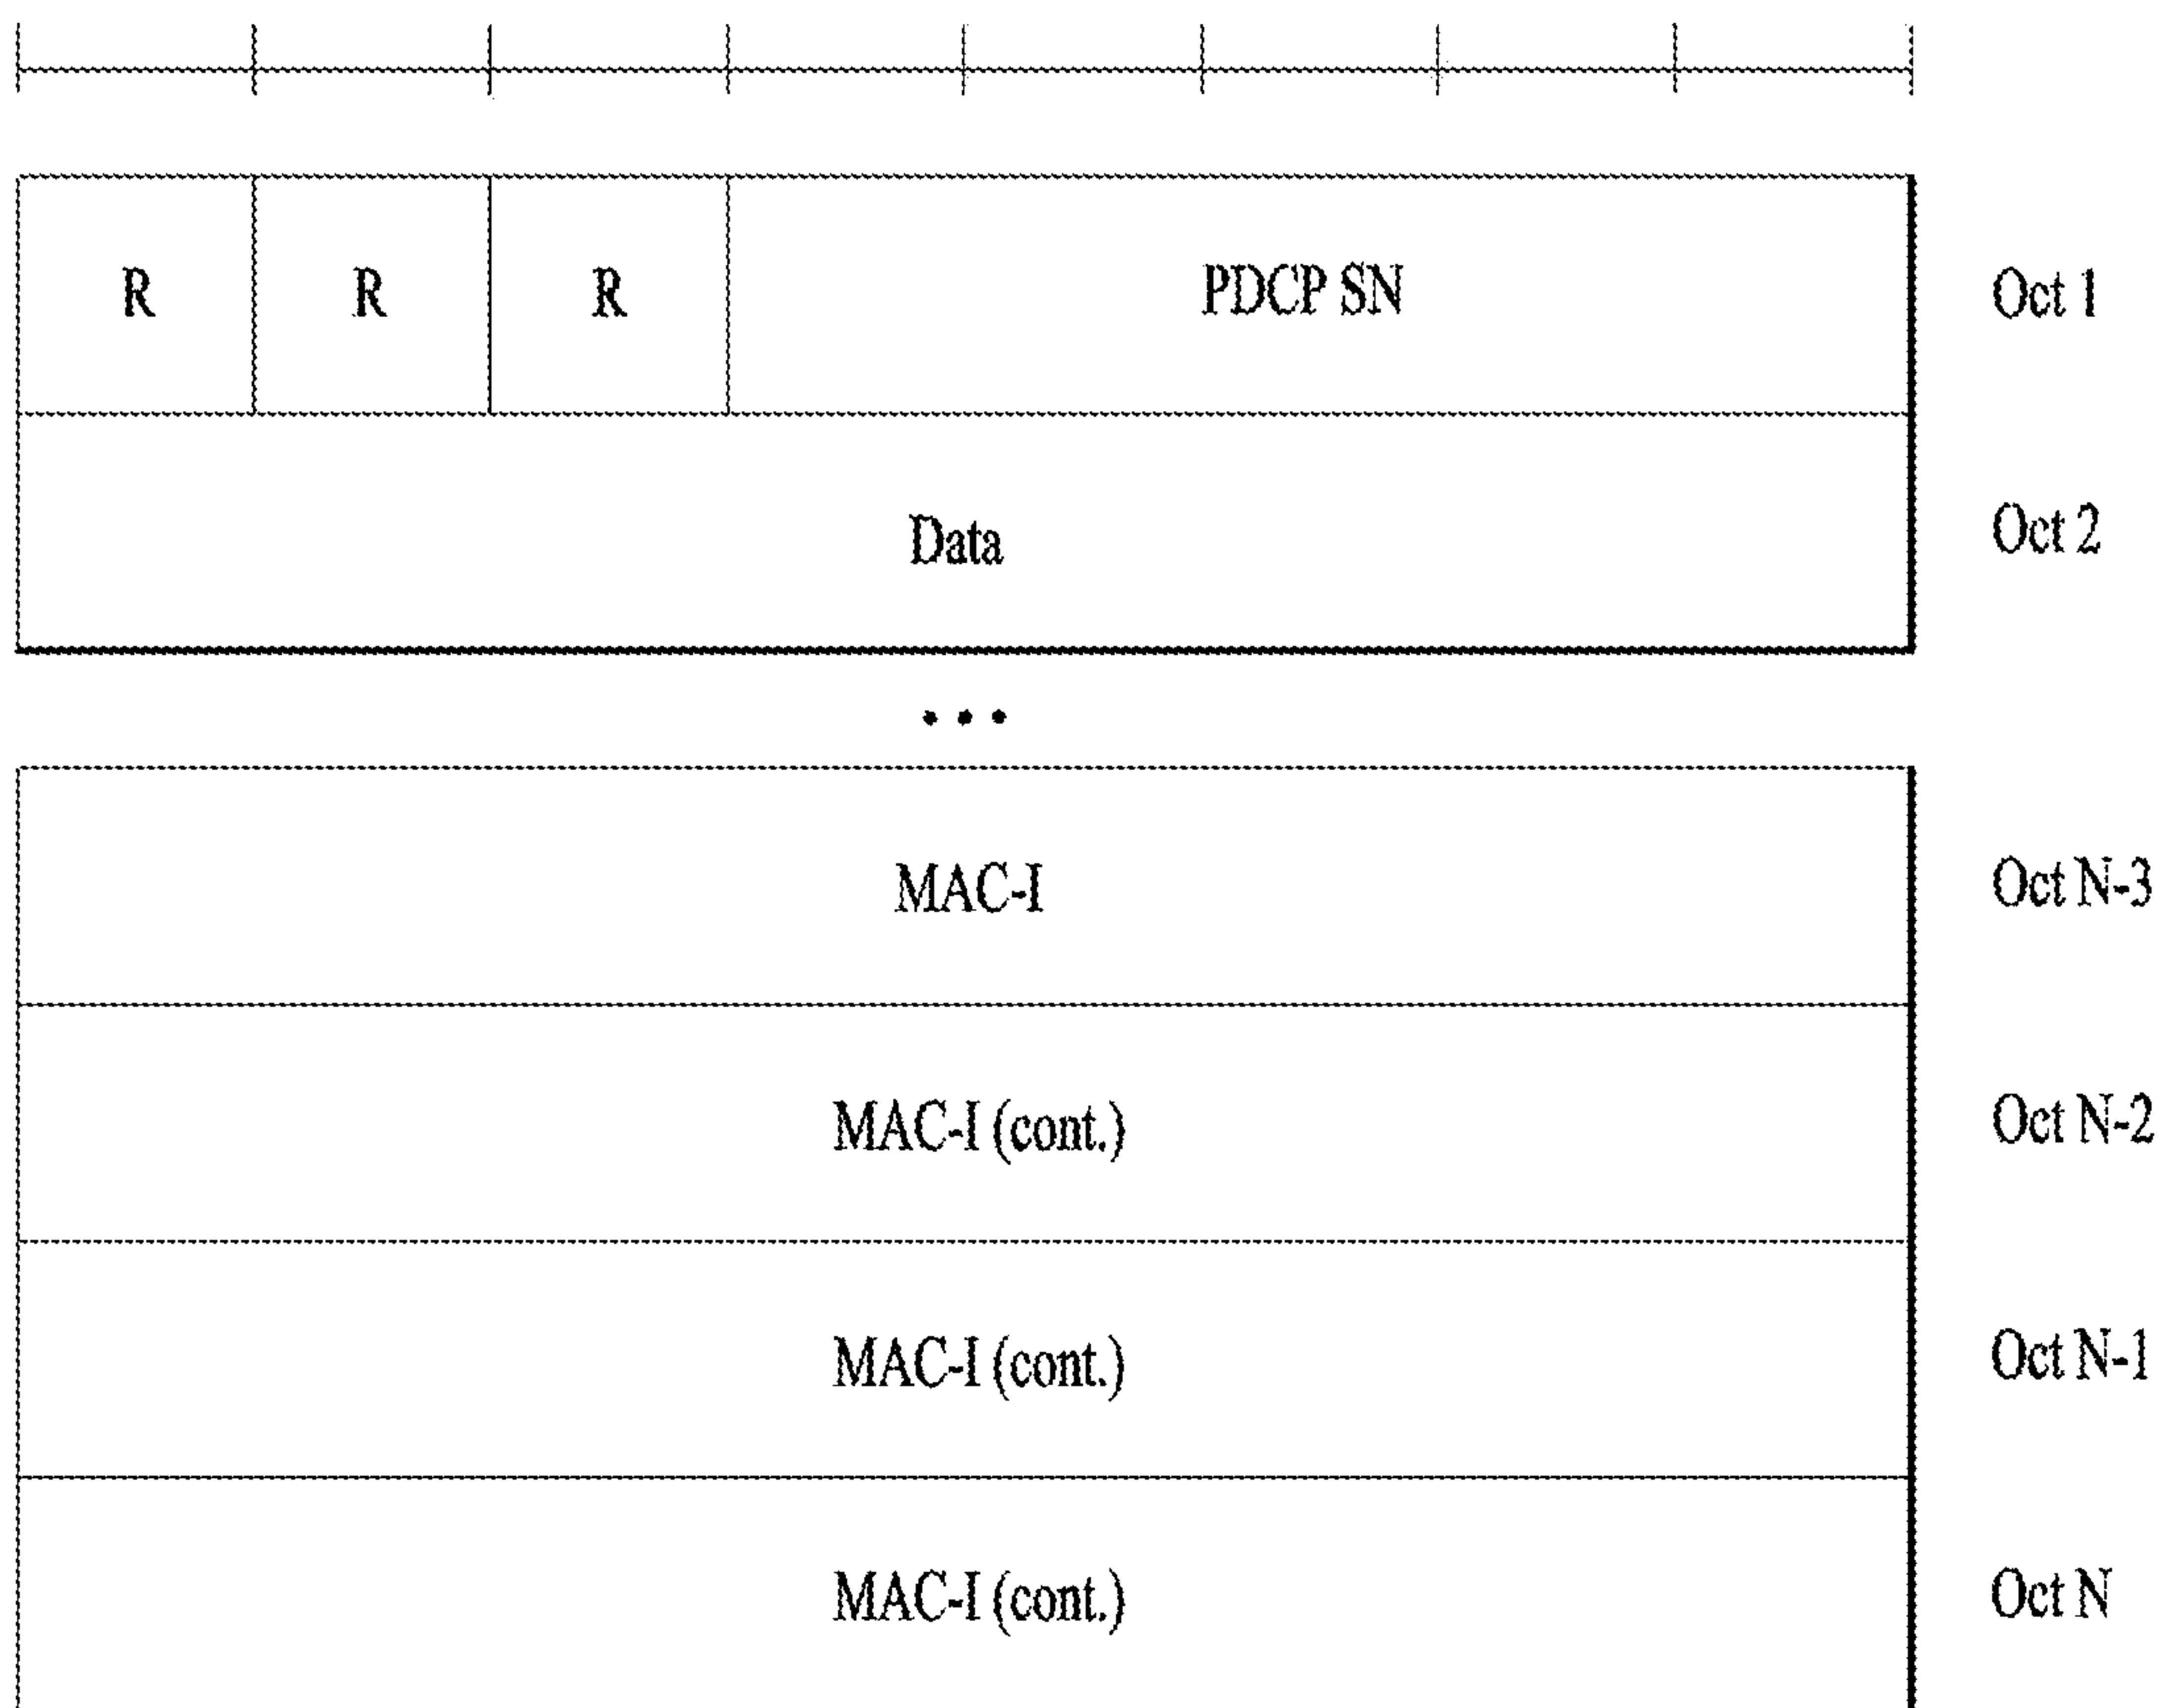 R R R PDCP SN Oct 1
Data Oct 2
...
MAC-I Oct N-3
MAC-I (cont.) Oct N-2
MAC-I (cont.) Oct N-1
MAC-I (cont.) Oct N